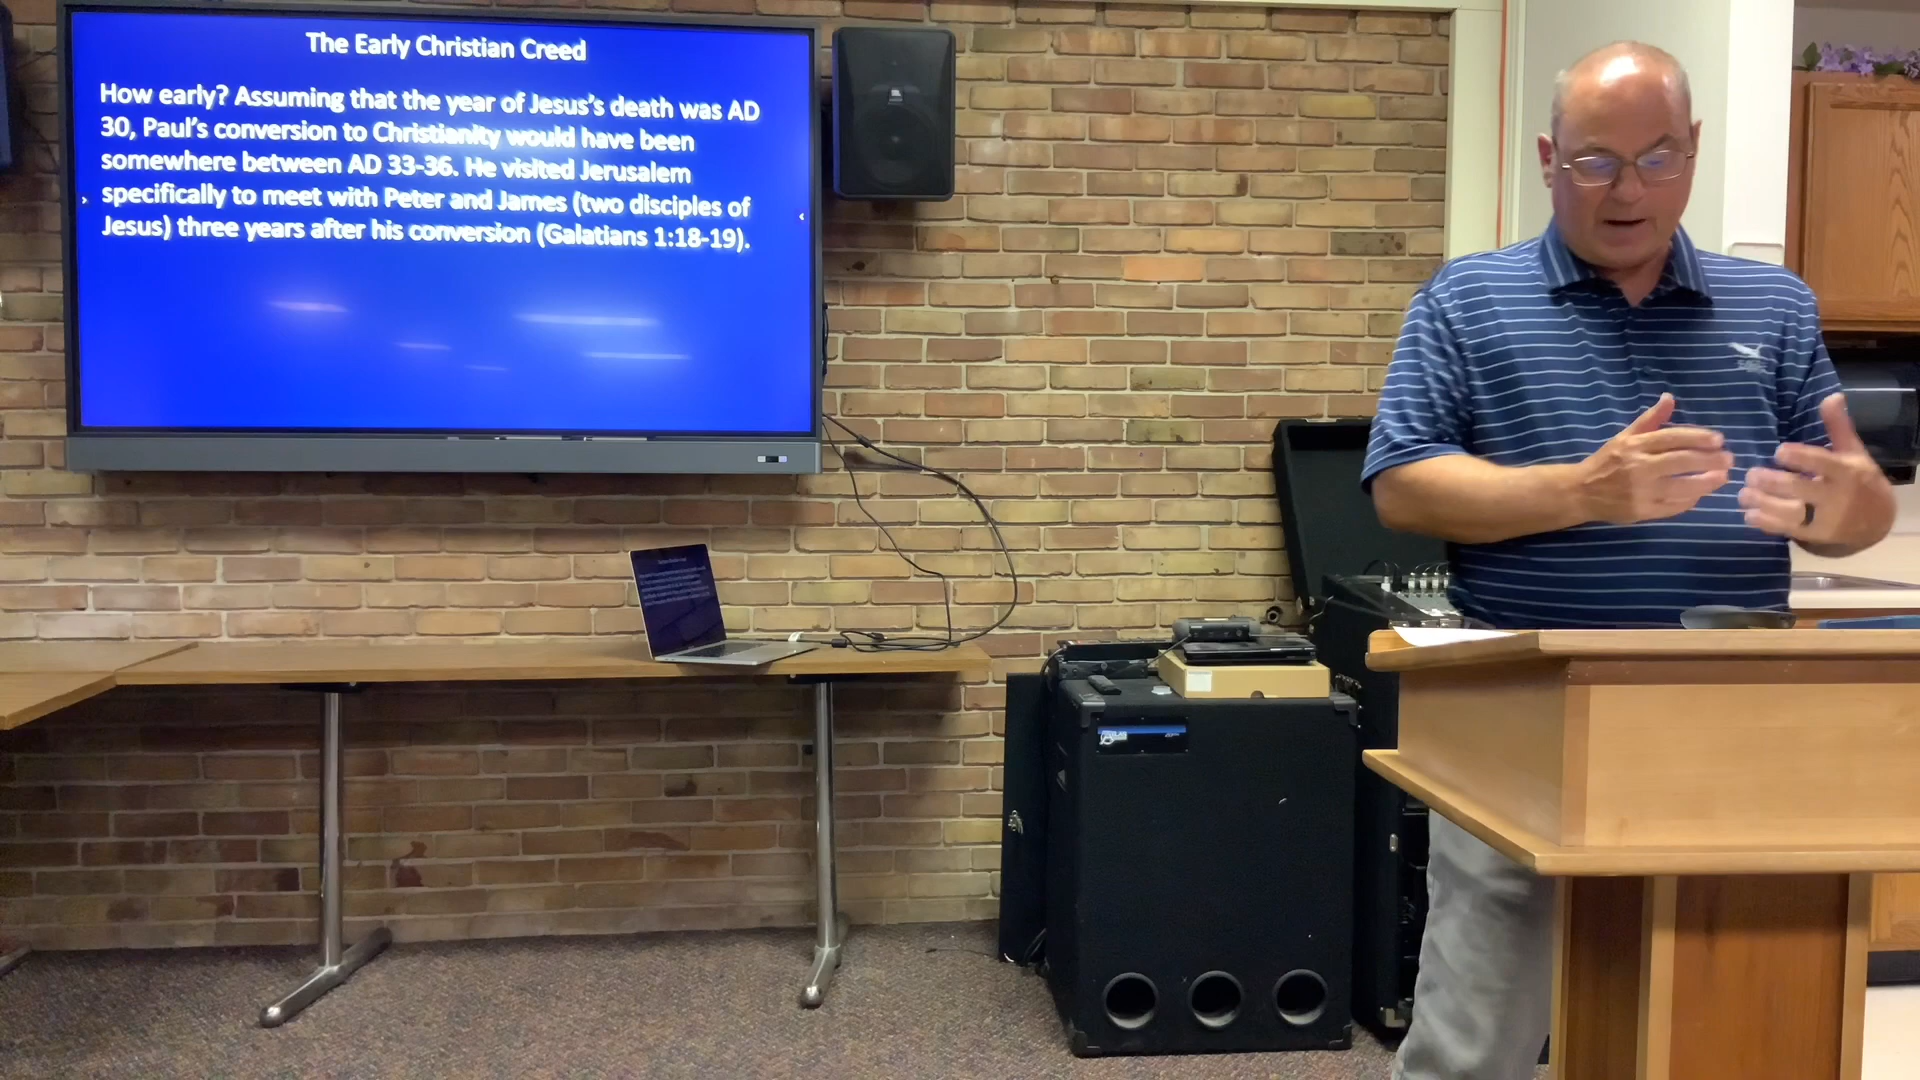 The Early Christian Creed
How early? Assuming that the year of Jesus's death was AD
30, Paul's conversion to Christianity would have been
somewhere between AD 33-36. He visited Jerusalem
specifically to meet with Peter and James (two disciples of
Jesus) three years after his conversion (Galatians 1:18-19).